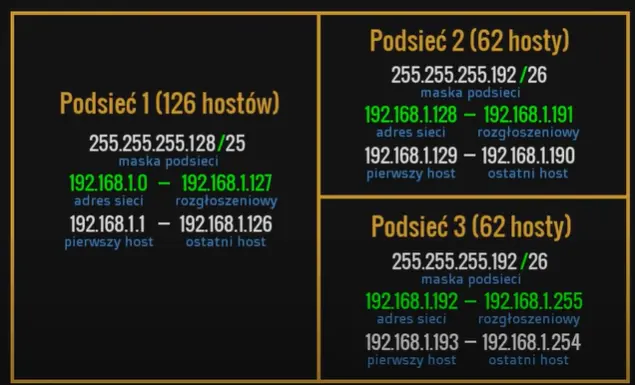 Podsieć 1 (126 hostów)
255.255.255.128/25
maska podsieci
192.168.1.0 – 192.168.1.127
adres sieci rozgłoszeniowy
192.168.1.1 – 192.168.1.126
pierwszy host ostatni host
Podsieć 2 (62 hosty)
255.255.255.192/26
maska podsieci
192.168.1.128 – 192.168.1.191
adres sieci rozgłoszeniowy
192.168.1.129 – 192.168.1.190
pierwszy host ostatni host
Podsieć 3 (62 hosty)
255.255.255.192/26
maska podsieci
192.168.1.192 – 192.168.1.255
adres sieci rozgłoszeniowy
192.168.1.193 – 192.168.1.254
pierwszy host ostatni host